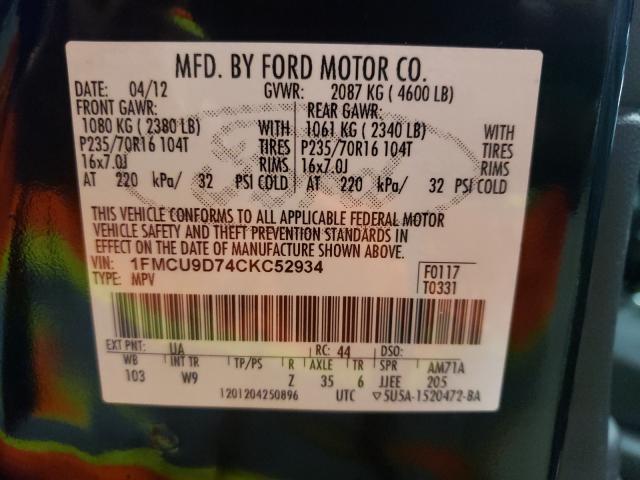 MFD. BY FORD MOTOR CO.
DATE: 04/12 GVWR: 2087 KG ( 4600 LB)
FRONT GAWR: REAR GAWR:
1080 KG ( 2380 LB) WITH 1061 KG ( 2340 LB) WITH
P235/70R16 104T TIRES P235/70R16 104T TIRES
16x7.0J RIMS 16x7.0J RIMS
AT 220 kPa/ 32 PSI COLD AT 220 kPa/ 32 PSI COLD
THIS VEHICLE CONFORMS TO ALL APPLICABLE FEDERAL MOTOR
VEHICLE SAFETY AND THEFT PREVENTION STANDARDS IN
EFFECT ON THE DATE OF MANUFACTURE SHOWN ABOVE.
VIN: 1FMCU9D74CKC52934 F0117
TYPE: MPV T0331
EXT PNT: UA RC: 44 DSO:
WB INT TR TP/PS R AXLE TR SPR AM71A
103 W9 Z 35 6 JJEE 205
1201204250896 UTC ▽5U5A-1520472-BA
Ford